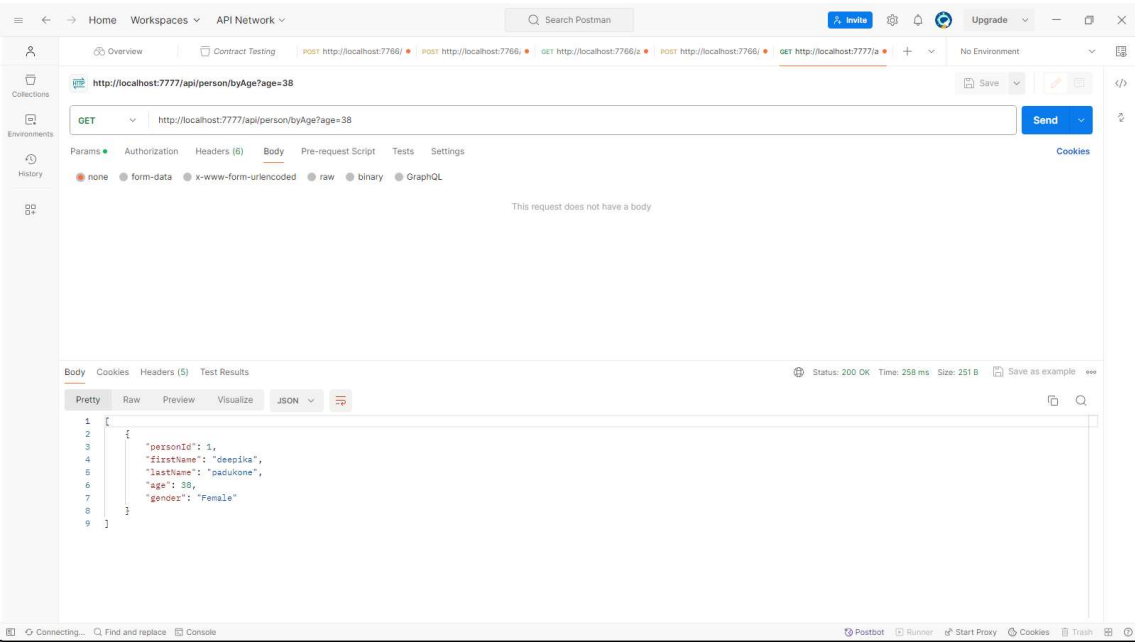 Home Workspaces API Network Search Postman Invite Upgrade
Overview Contract Testing POST http://localhost:7766/ POST http://localhost:7766/ GET http://localhost:7766/a POST http://localhost:7766/ GET http://localhost:7777/a No Environment
HTTP http://localhost:7777/api/person/byAge?age=38 Save
Collections
Environments
History
GET http://localhost:7777/api/person/byAge?age=38 Send
Params Authorization Headers (6) Body Pre-request Script Tests Settings Cookies
none form-data x-www-form-urlencoded raw binary GraphQL
This request does not have a body
Body Cookies Headers (5) Test Results Status: 200 OK Time: 258 ms Size: 251 B Save as example
Pretty Raw Preview Visualize JSON
1 [
2 {
3 "personId": 1,
4 "firstName": "deepika",
5 "lastName": "padukone",
6 "age": 38,
7 "gender": "Female"
8 }
9 ]
Connecting... Find and replace Console Postbot Runner Start Proxy Cookies Trash